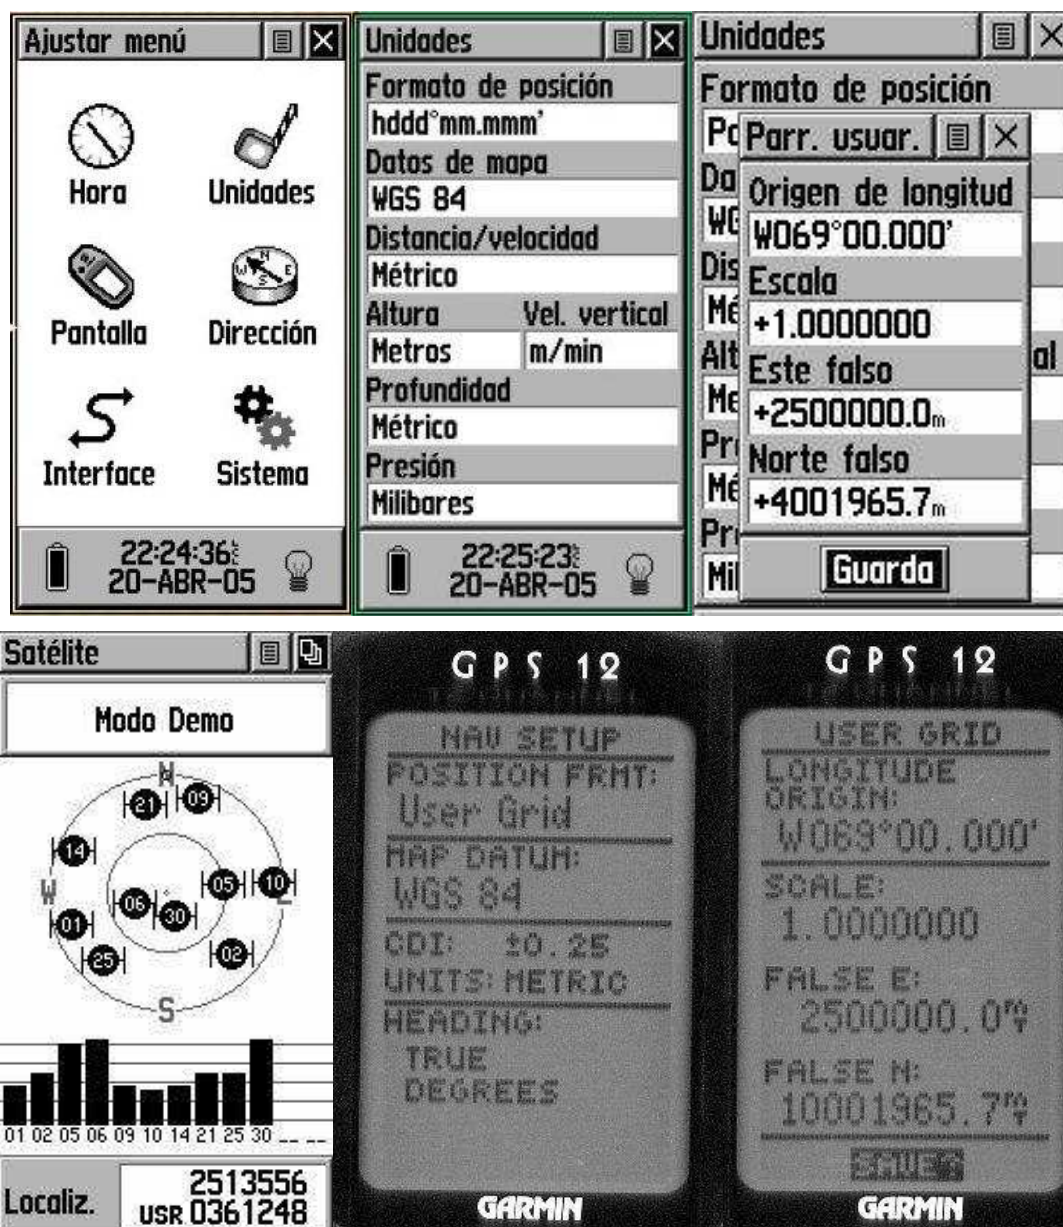 Ajustar menú
Hora
Unidades
Pantalla
Dirección
Interface
Sistema
22:24:36
20-ABR-05
Unidades
Formato de posición
hddd°mm.mmm'
Datos de mapa
WGS 84
Distancia/velocidad
Métrico
Altura Vel. vertical
Metros m/min
Profundidad
Métrico
Presión
Milibares
22:25:23
20-ABR-05
Unidades
Formato de posición
Parr. usuar.
Origen de longitud
W069°00.000'
Escala
+1.0000000
Este falso
+2500000.0m
Norte falso
+4001965.7m
Guarda
Satélite
Modo Demo
N
21 09
14
W
05 10
06
30
01
25 02
S
01 02 05 06 09 10 14 21 25 30 __ __
Localiz.
2513556
USR 0361248
GPS 12
NAV SETUP
POSITION FRMT:
User Grid
MAP DATUM:
WGS 84
CDI: ±0.25
UNITS: METRIC
HEADING:
TRUE
DEGREES
GARMIN
GPS 12
USER GRID
LONGITUDE
ORIGIN:
W069°00.000'
SCALE:
1.0000000
FALSE E:
2500000.0
FALSE N:
10001965.7
SAVE?
GARMIN